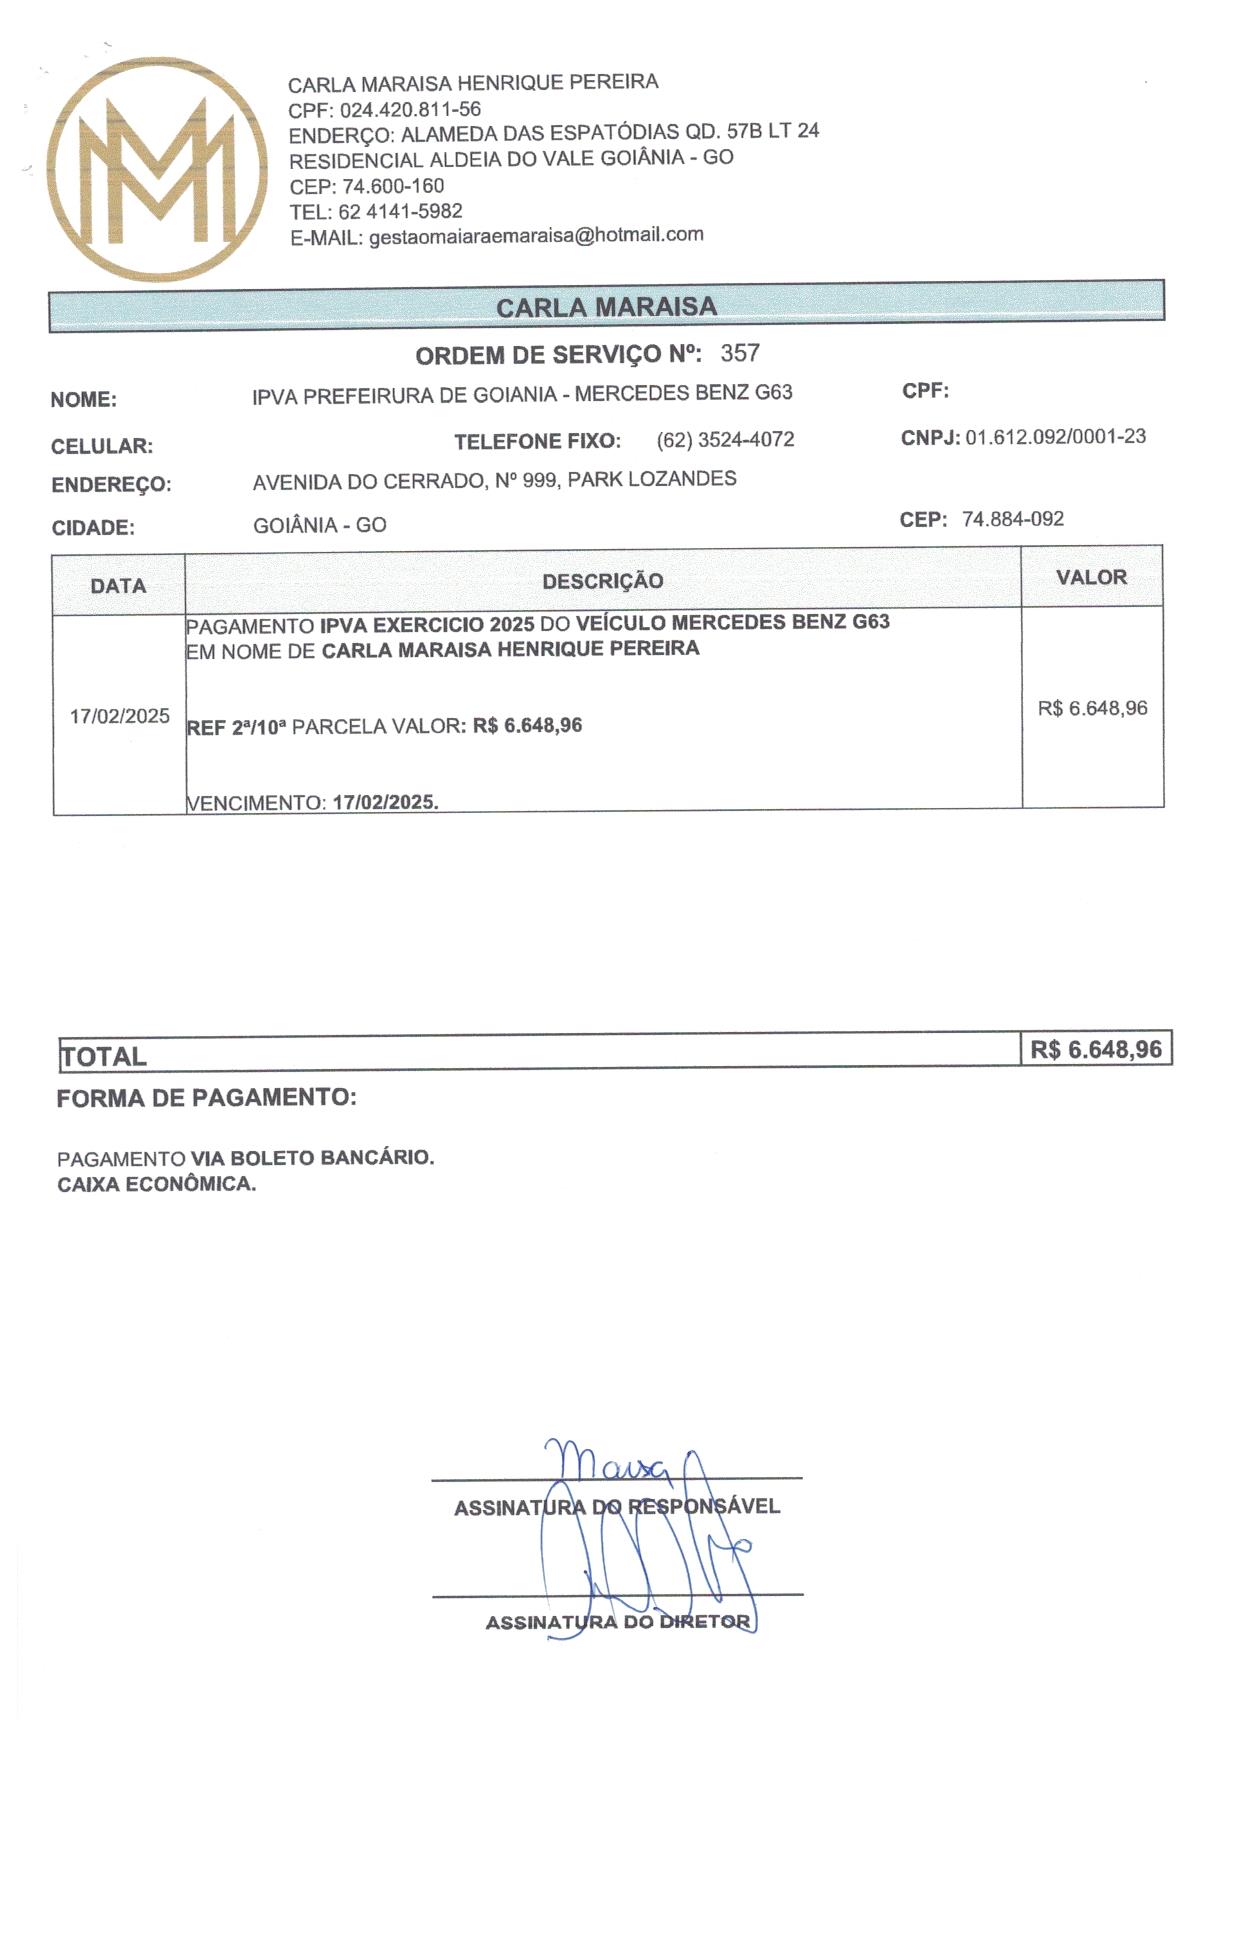 CARLA MARAISA HENRIQUE PEREIRA
CPF: 024.420.811-56
ENDERÇO: ALAMEDA DAS ESPATÓDIAS QD. 57B LT 24
RESIDENCIAL ALDEIA DO VALE GOIÂNIA - GO
CEP: 74.600-160
TEL: 62 4141-5982
E-MAIL: gestaomaiaraemaraisa@hotmail.com
CARLA MARAISA
ORDEM DE SERVIÇO Nº: 357
NOME: IPVA PREFEIRURA DE GOIANIA - MERCEDES BENZ G63 CPF:
CELULAR: TELEFONE FIXO: (62) 3524-4072 CNPJ: 01.612.092/0001-23
ENDEREÇO: AVENIDA DO CERRADO, Nº 999, PARK LOZANDES
CIDADE: GOIÂNIA - GO CEP: 74.884-092
DATA DESCRIÇÃO VALOR
PAGAMENTO IPVA EXERCICIO 2025 DO VEÍCULO MERCEDES BENZ G63
EM NOME DE CARLA MARAISA HENRIQUE PEREIRA
17/02/2025 REF 2ª/10ª PARCELA VALOR: R$ 6.648,96 R$ 6.648,96
VENCIMENTO: 17/02/2025.
TOTAL R$ 6.648,96
FORMA DE PAGAMENTO:
PAGAMENTO VIA BOLETO BANCÁRIO.
CAIXA ECONÔMICA.
ASSINATURA DO RESPONSÁVEL
ASSINATURA DO DIRETOR